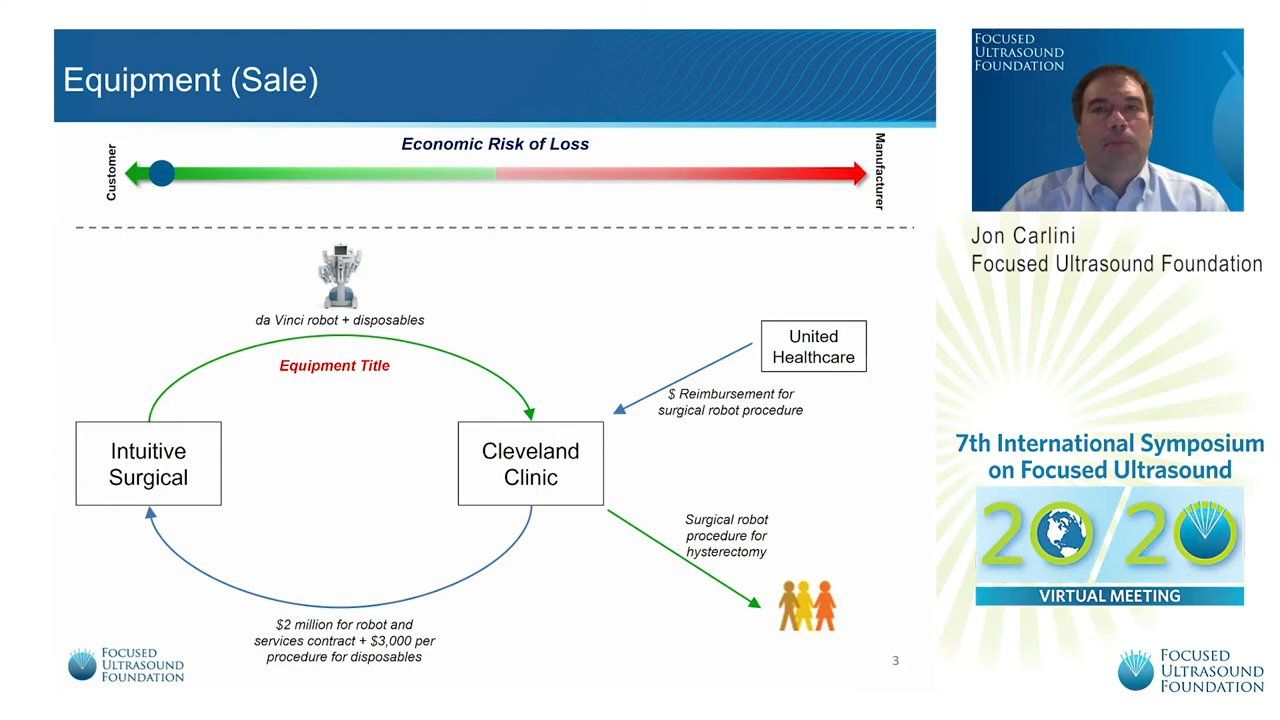 Equipment (Sale)
Economic Risk of Loss
Customer
Manufacturer
da Vinci robot + disposables
Equipment Title
United
Healthcare
$ Reimbursement for
surgical robot procedure
Intuitive
Surgical
Cleveland
Clinic
Surgical robot
procedure for
hysterectomy
$2 million for robot and
services contract + $3,000 per
procedure for disposables
FOCUSED
ULTRASOUND
FOUNDATION
3
FOCUSED
ULTRASOUND
FOUNDATION
Jon Carlini
Focused Ultrasound Foundation
7th International Symposium
on Focused Ultrasound
20/20
VIRTUAL MEETING
FOCUSED
ULTRASOUND
FOUNDATION